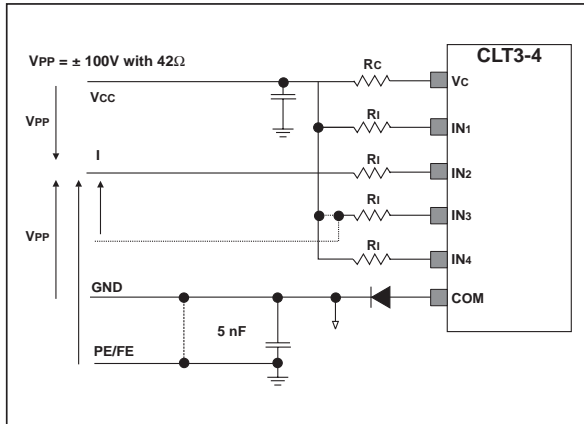 VPP = ± 100V with 42Ω
CLT3-4
VCC
RC
VC
VPP
RI
IN1
I
RI
IN2
RI
IN3
VPP
RI
IN4
GND
COM
5 nF
PE/FE